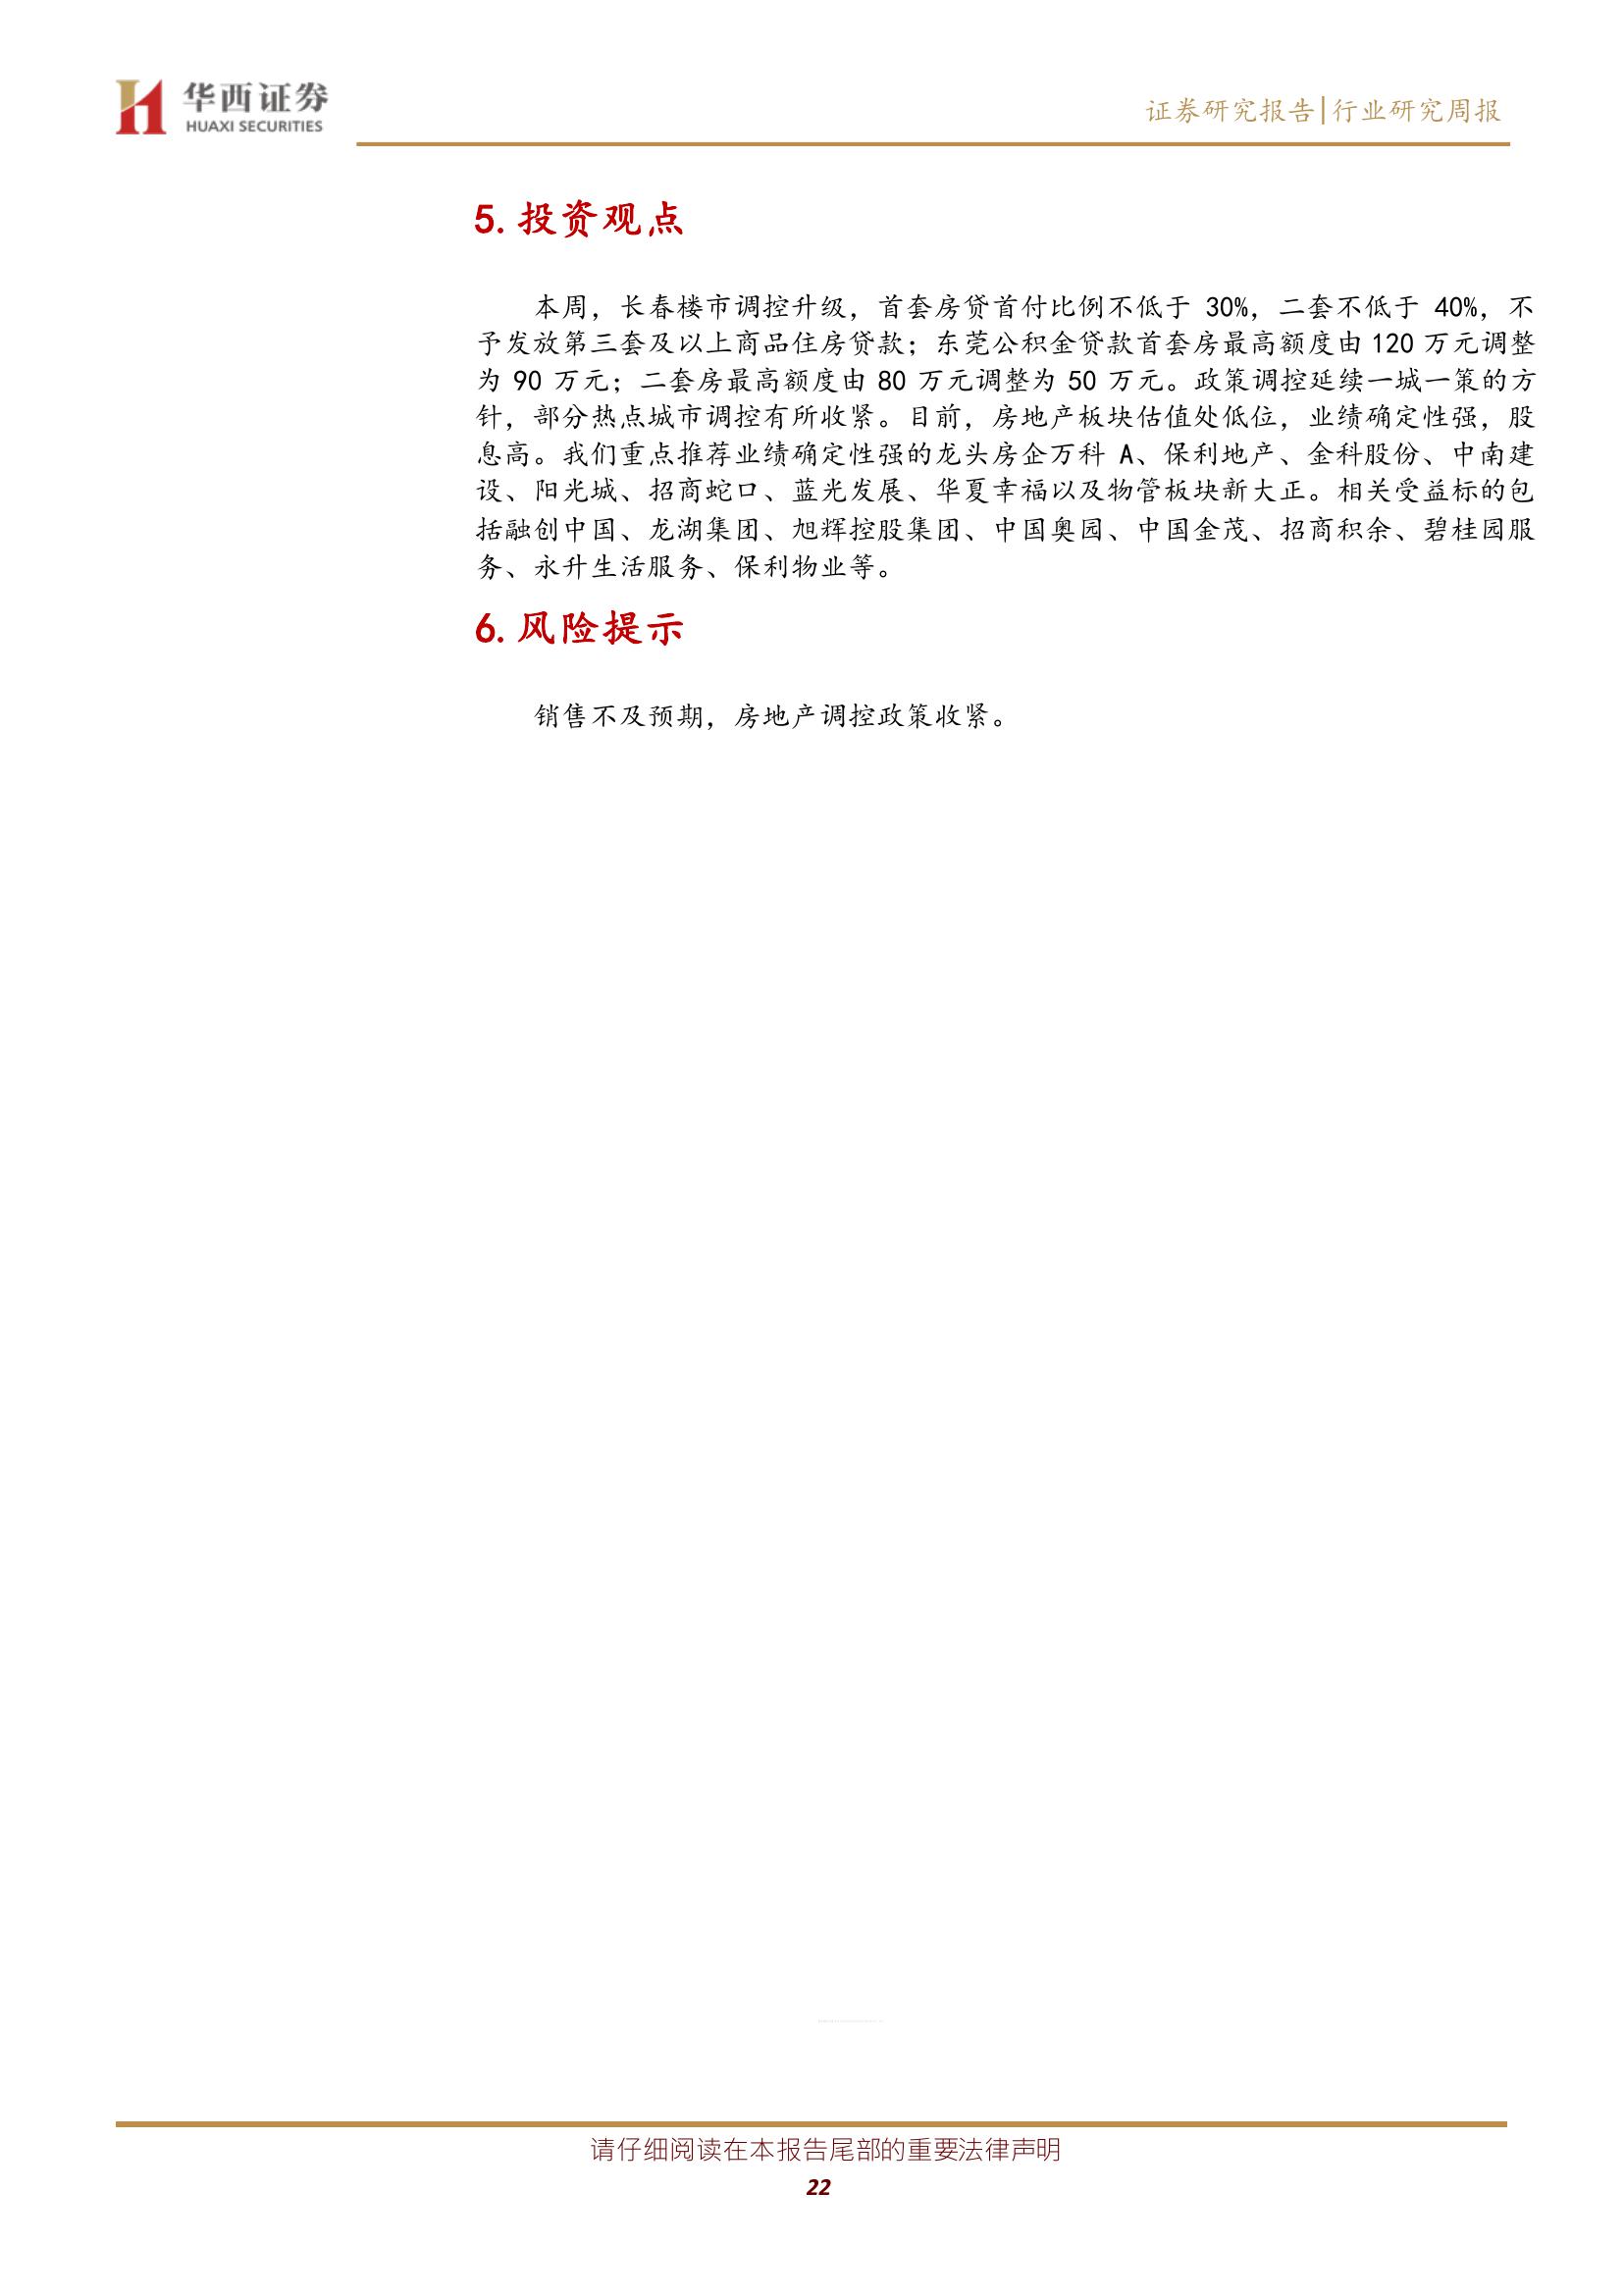 华西证券
HUAXI SECURITIES
证券研究报告|行业研究周报
5.投资观点
本周，长春楼市调控升级，首套房贷首付比例不低于 30%，二套不低于 40%，不
予发放第三套及以上商品住房贷款；东莞公积金贷款首套房最高额度由 120 万元调整
为 90 万元；二套房最高额度由 80 万元调整为 50 万元。政策调控延续一城一策的方
针，部分热点城市调控有所收紧。目前，房地产板块估值处低位，业绩确定性强，股
息高。我们重点推荐业绩确定性强的龙头房企万科 A、保利地产、金科股份、中南建
设、阳光城、招商蛇口、蓝光发展、华夏幸福以及物管板块新大正。相关受益标的包
括融创中国、龙湖集团、旭辉控股集团、中国奥园、中国金茂、招商积余、碧桂园服
务、永升生活服务、保利物业等。
6.风险提示
销售不及预期，房地产调控政策收紧。
请仔细阅读在本报告尾部的重要法律声明
22